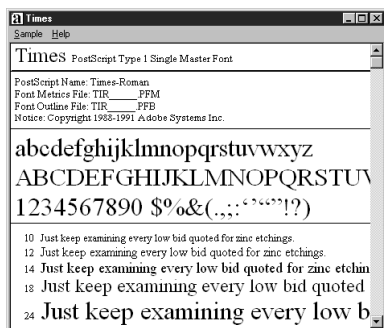 Times
Sample Help
Times PostScript Type 1 Single Master Font
PostScript Name: Times-Roman
Font Metrics File: TIR_____.PFM
Font Outline File: TIR_____.PFB
Notice: Copyright 1988-1991 Adobe Systems Inc.
abcdefghijklmnopqrstuvwxyz
ABCDEFGHIJKLMNOPQRSTUV
1234567890 $%&(.,;:‘’“”!?)
10 Just keep examining every low bid quoted for zinc etchings.
12 Just keep examining every low bid quoted for zinc etchings.
14 Just keep examining every low bid quoted for zinc etchin
18 Just keep examining every low bid quoted
24 Just keep examining every low b